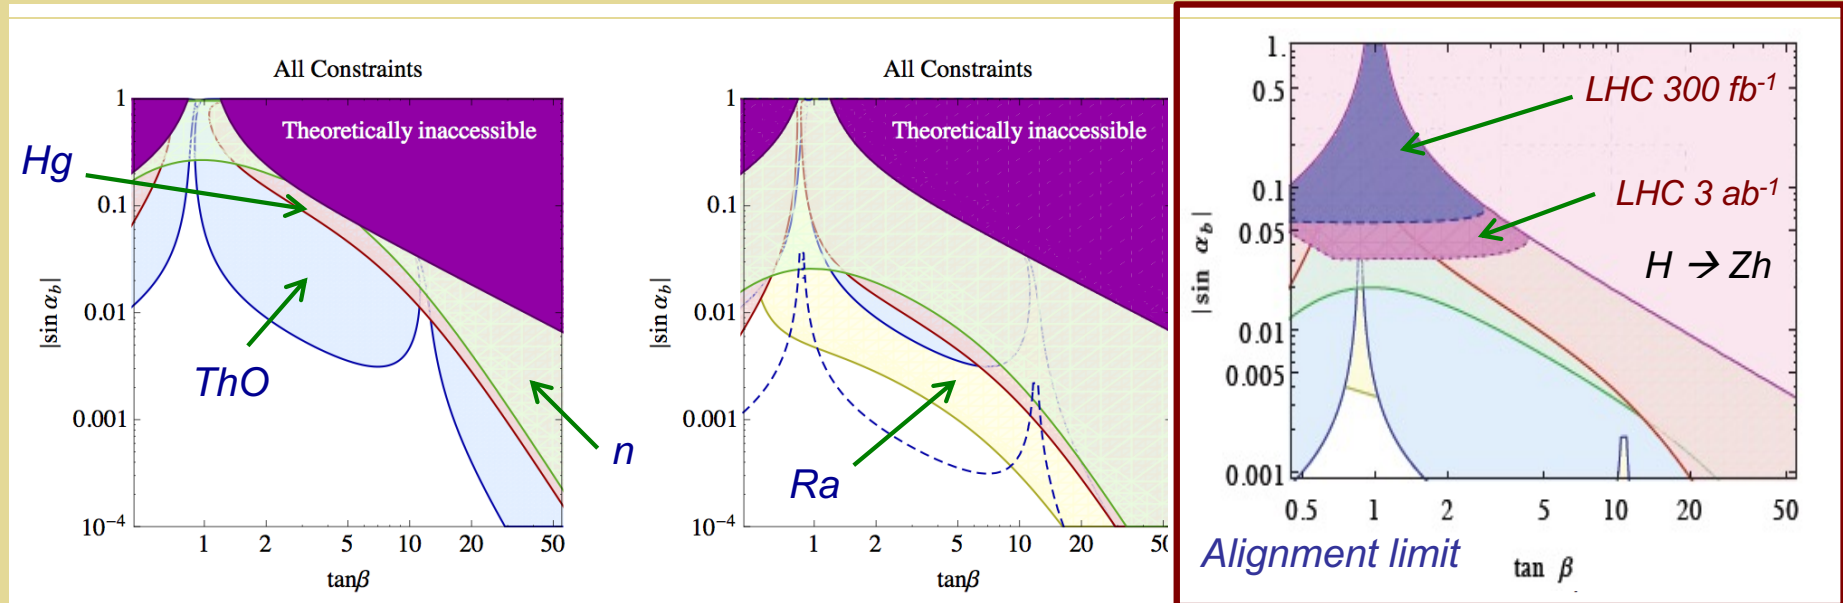 All Constraints
Theoretically inaccessible
1
0.1
0.01
0.001
10⁻⁴
|sin α_b|
1 2 5 10 20 50
tanβ
Hg
ThO
n
All Constraints
Theoretically inaccessible
1
0.1
0.01
0.001
10⁻⁴
|sin α_b|
1 2 5 10 20 50
tanβ
Ra
1.
0.5
0.1
0.05
0.01
0.005
0.001
|sin α_b|
LHC 300 fb⁻¹
LHC 3 ab⁻¹
H → Zh
0.5 1 2 5 10 20 50
Alignment limit
tan β